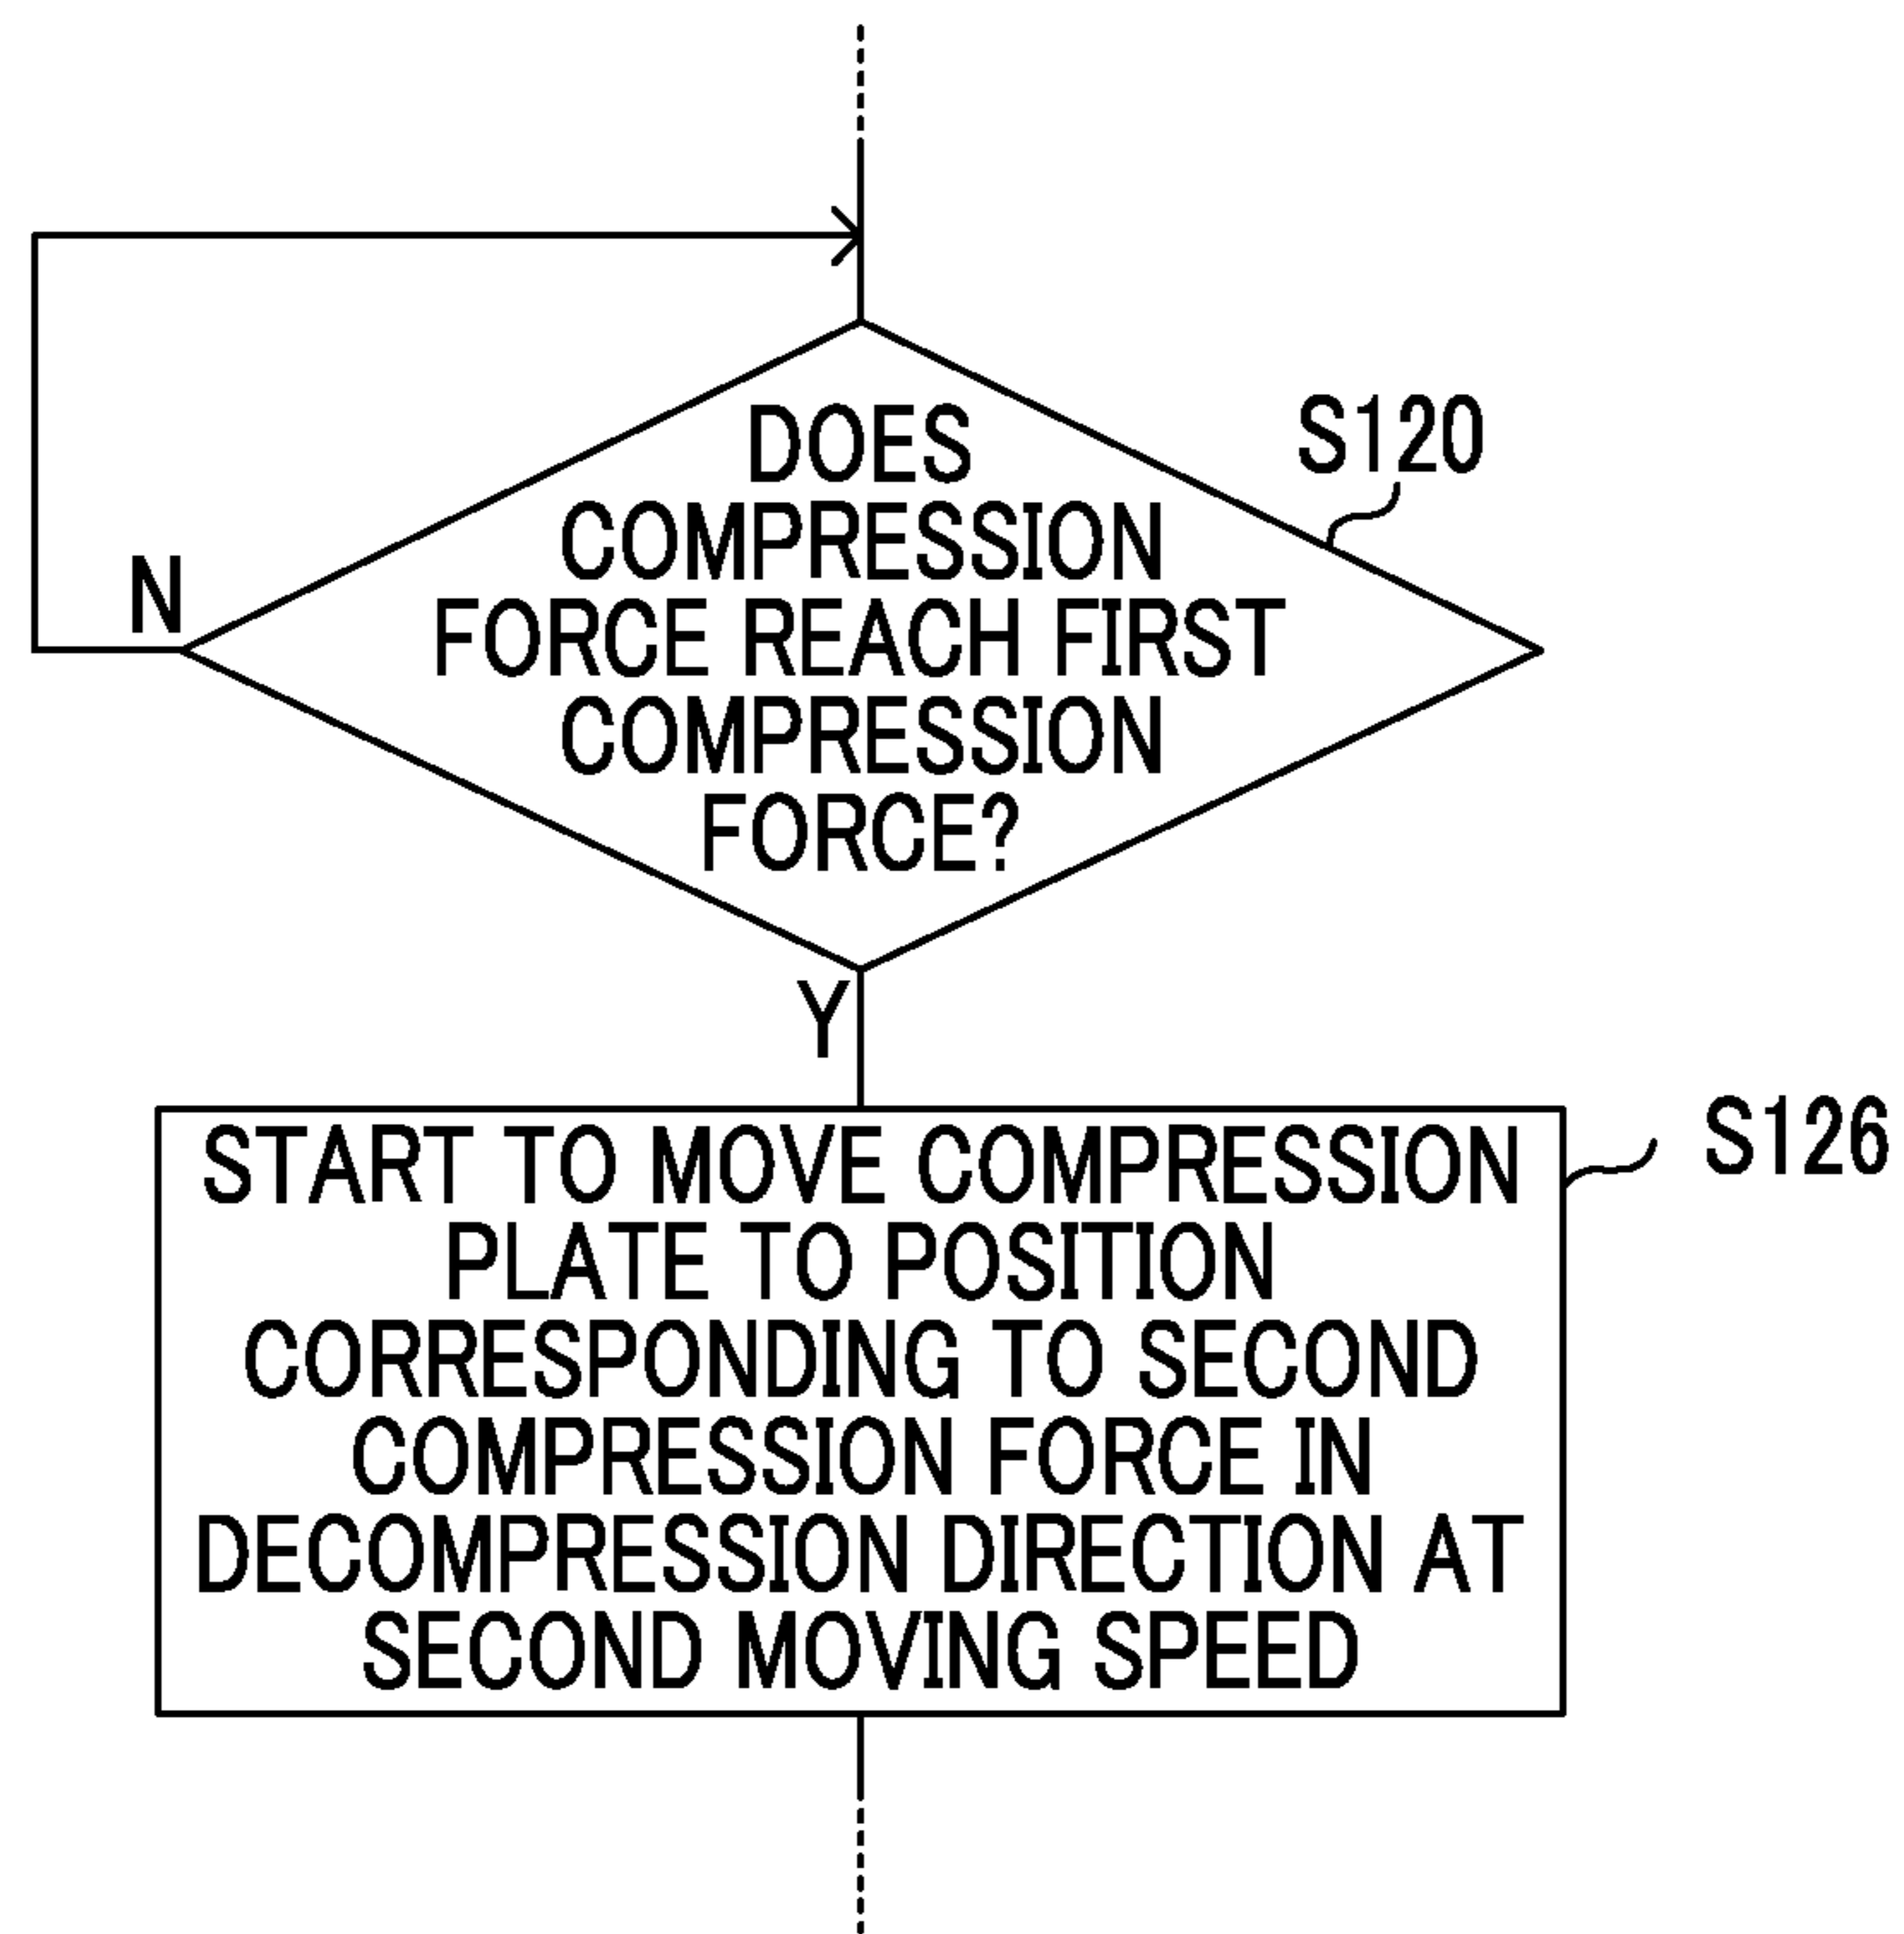 DOES
COMPRESSION
FORCE REACH FIRST
COMPRESSION
FORCE?
S120
N
Y
START TO MOVE COMPRESSION
PLATE TO POSITION
CORRESPONDING TO SECOND
COMPRESSION FORCE IN
DECOMPRESSION DIRECTION AT
SECOND MOVING SPEED
S126